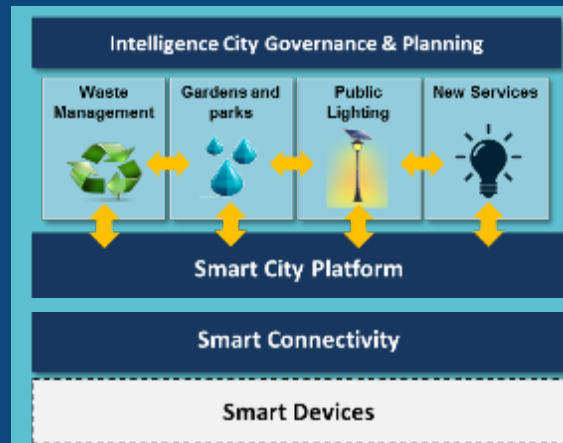 Intelligence City Governance & Planning
Waste
Management
Gardens and
parks
Public
Lighting
New Services
Smart City Platform
Smart Connectivity
Smart Devices